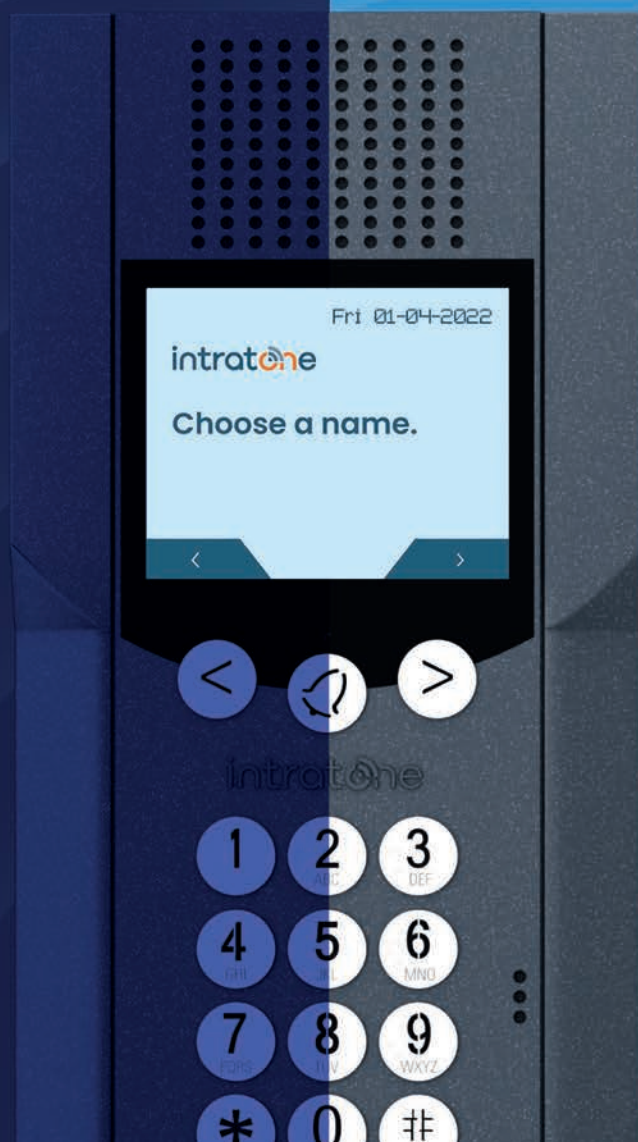 Fri 01-04-2022
intratone
Choose a name.
< >
< >
intratone
1 2 3
ABC DEF
4 5 6
GHI JKL MNO
7 8 9
PQRS TUV WXYZ
* 0 #